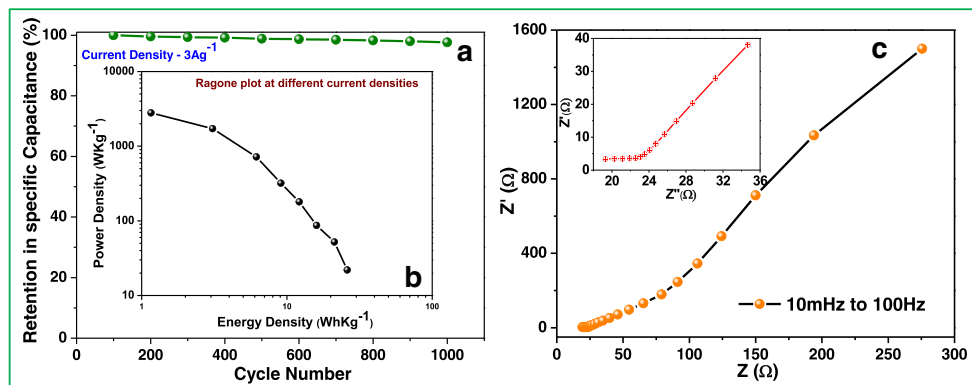 Retention in specific Capacitance (%)
100
80
60
40
20
0
a
Current Density - 3Ag⁻¹
Ragone plot at different current densities
Power Density (WKg⁻¹)
10000
1000
100
10
b
1
10
100
Energy Density (WhKg⁻¹)
0
200
400
600
800
1000
Cycle Number
c
Z' (Ω)
1600
1200
800
400
0
Z'(Ω)
40
30
20
10
0
20
24
28
32
36
Z''(Ω)
10mHz to 100Hz
0
50
100
150
200
250
300
Z (Ω)